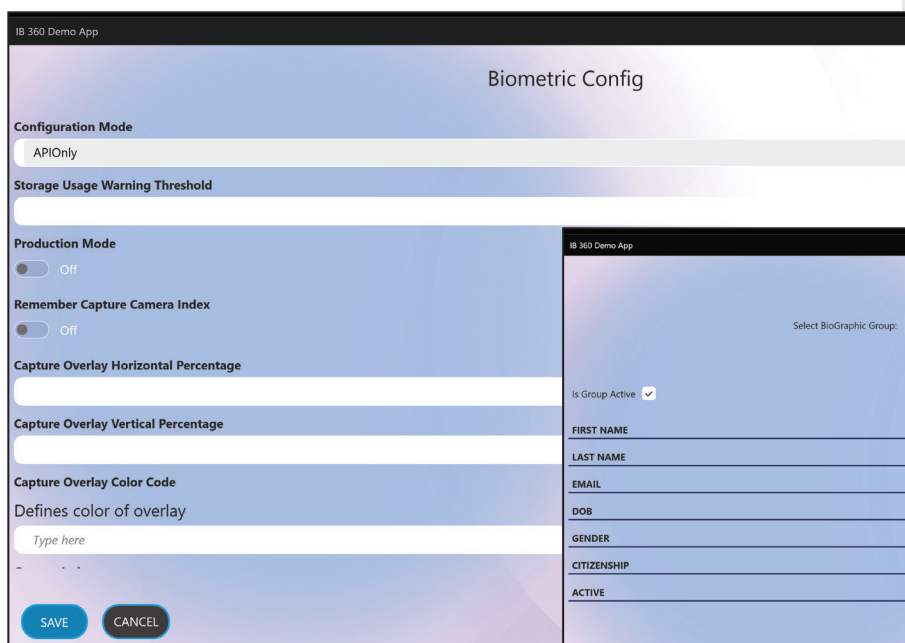 IB 360 Demo App
Biometric Config
Configuration Mode
APIOnly
Storage Usage Warning Threshold
Production Mode
Off
Remember Capture Camera Index
Off
Capture Overlay Horizontal Percentage
Capture Overlay Vertical Percentage
Capture Overlay Color Code
Defines color of overlay
Type here
SAVE
CANCEL
IB 360 Demo App
Select BioGraphic Group:
Is Group Active
FIRST NAME
LAST NAME
EMAIL
DOB
GENDER
CITIZENSHIP
ACTIVE